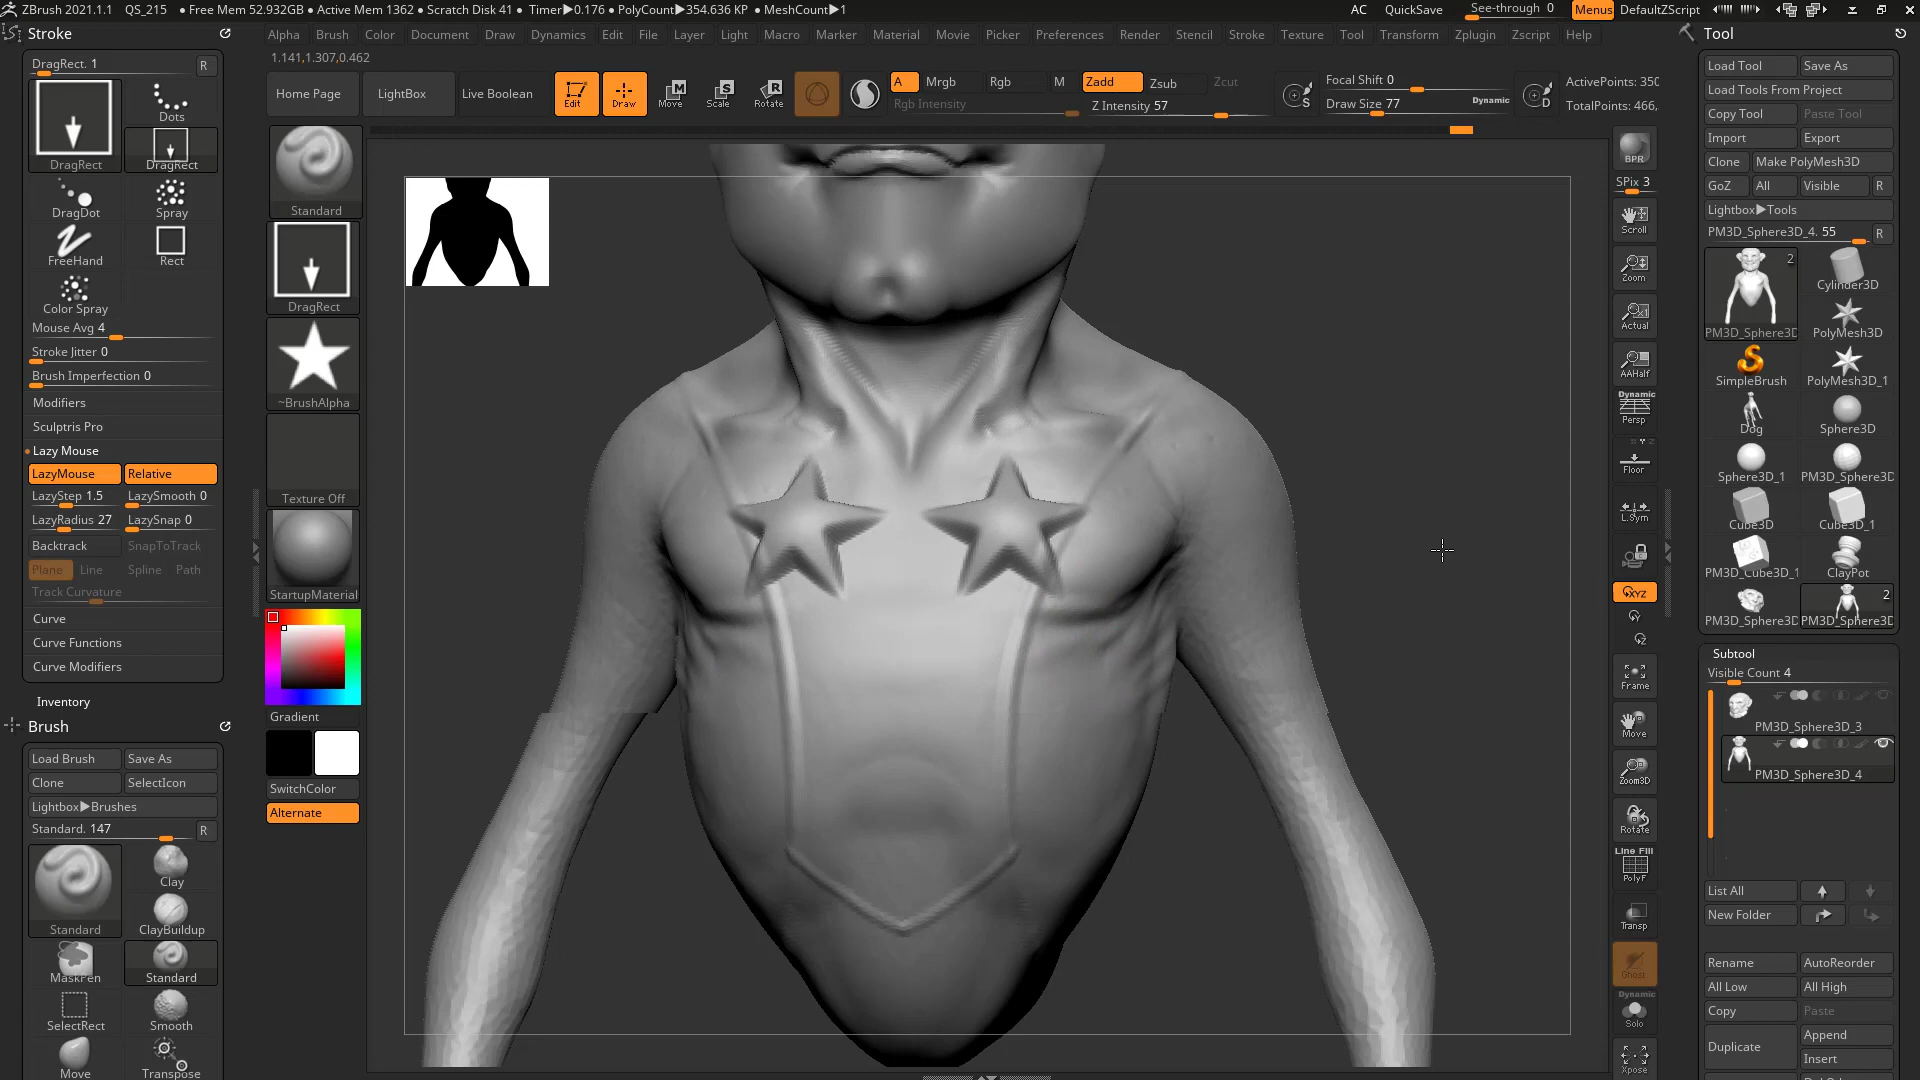 ZBrush 2021.1.1 QS_215 • Free Mem 52.932GB • Active Mem 1362 • Scratch Disk 41 • Timer▶0.176 • PolyCount▶354.636 KP • MeshCount▶1 AC QuickSave See-through 0 Menus DefaultZScript
Stroke
Alpha Brush Color Document Draw Dynamics Edit File Layer Light Macro Marker Material Movie Picker Preferences Render Stencil Stroke Texture Tool Transform Zplugin Zscript Help
Tool
1.141,1.307,0.462
DragRect. 1 R
Home Page LightBox Live Boolean Edit Draw Move Scale Rotate A Mrgb Rgb M Zadd Zsub Zcut
Rgb Intensity Z Intensity 57
Focal Shift 0
Draw Size 77 Dynamic
ActivePoints: 350
TotalPoints: 466,
DragRect
Dots
DragRect
DragDot Spray
FreeHand Rect
Color Spray
Mouse Avg 4
Stroke Jitter 0
Brush Imperfection 0
Modifiers
Sculptris Pro
Lazy Mouse
LazyMouse Relative
LazyStep 1.5 LazySmooth 0
LazyRadius 27 LazySnap 0
Backtrack SnapToTrack
Plane Line Spline Path
Track Curvature
Curve
Curve Functions
Curve Modifiers
Inventory
Brush
Load Brush Save As
Clone SelectIcon
Lightbox▶Brushes
Standard. 147 R
Standard
Clay
ClayBuildup
MaskPen Standard
SelectRect Smooth
Move Transpose
Standard
DragRect
~BrushAlpha
Texture Off
StartupMaterial
Gradient
SwitchColor
Alternate
BPR
SPix 3
Scroll
Zoom
Actual
AAHalf
Dynamic
Persp
Floor
L.Sym
XYZ
Frame
Move
Zoom3D
Rotate
Line Fill
PolyF
Transp
Ghost
Dynamic
Solo
Xpose
Load Tool Save As
Load Tools From Project
Copy Tool Paste Tool
Import Export
Clone Make PolyMesh3D
GoZ All Visible R
Lightbox▶Tools
PM3D_Sphere3D_4. 55 R
2
PM3D_Sphere3D
Cylinder3D
PolyMesh3D
SimpleBrush PolyMesh3D_1
Dog Sphere3D
Sphere3D_1 PM3D_Sphere3D
Cube3D Cube3D_1
PM3D_Cube3D_1 ClayPot
2
PM3D_Sphere3D PM3D_Sphere3D
Subtool
Visible Count 4
PM3D_Sphere3D_3
PM3D_Sphere3D_4
List All
New Folder
Rename AutoReorder
All Low All High
Copy Paste
Duplicate
Append
Insert